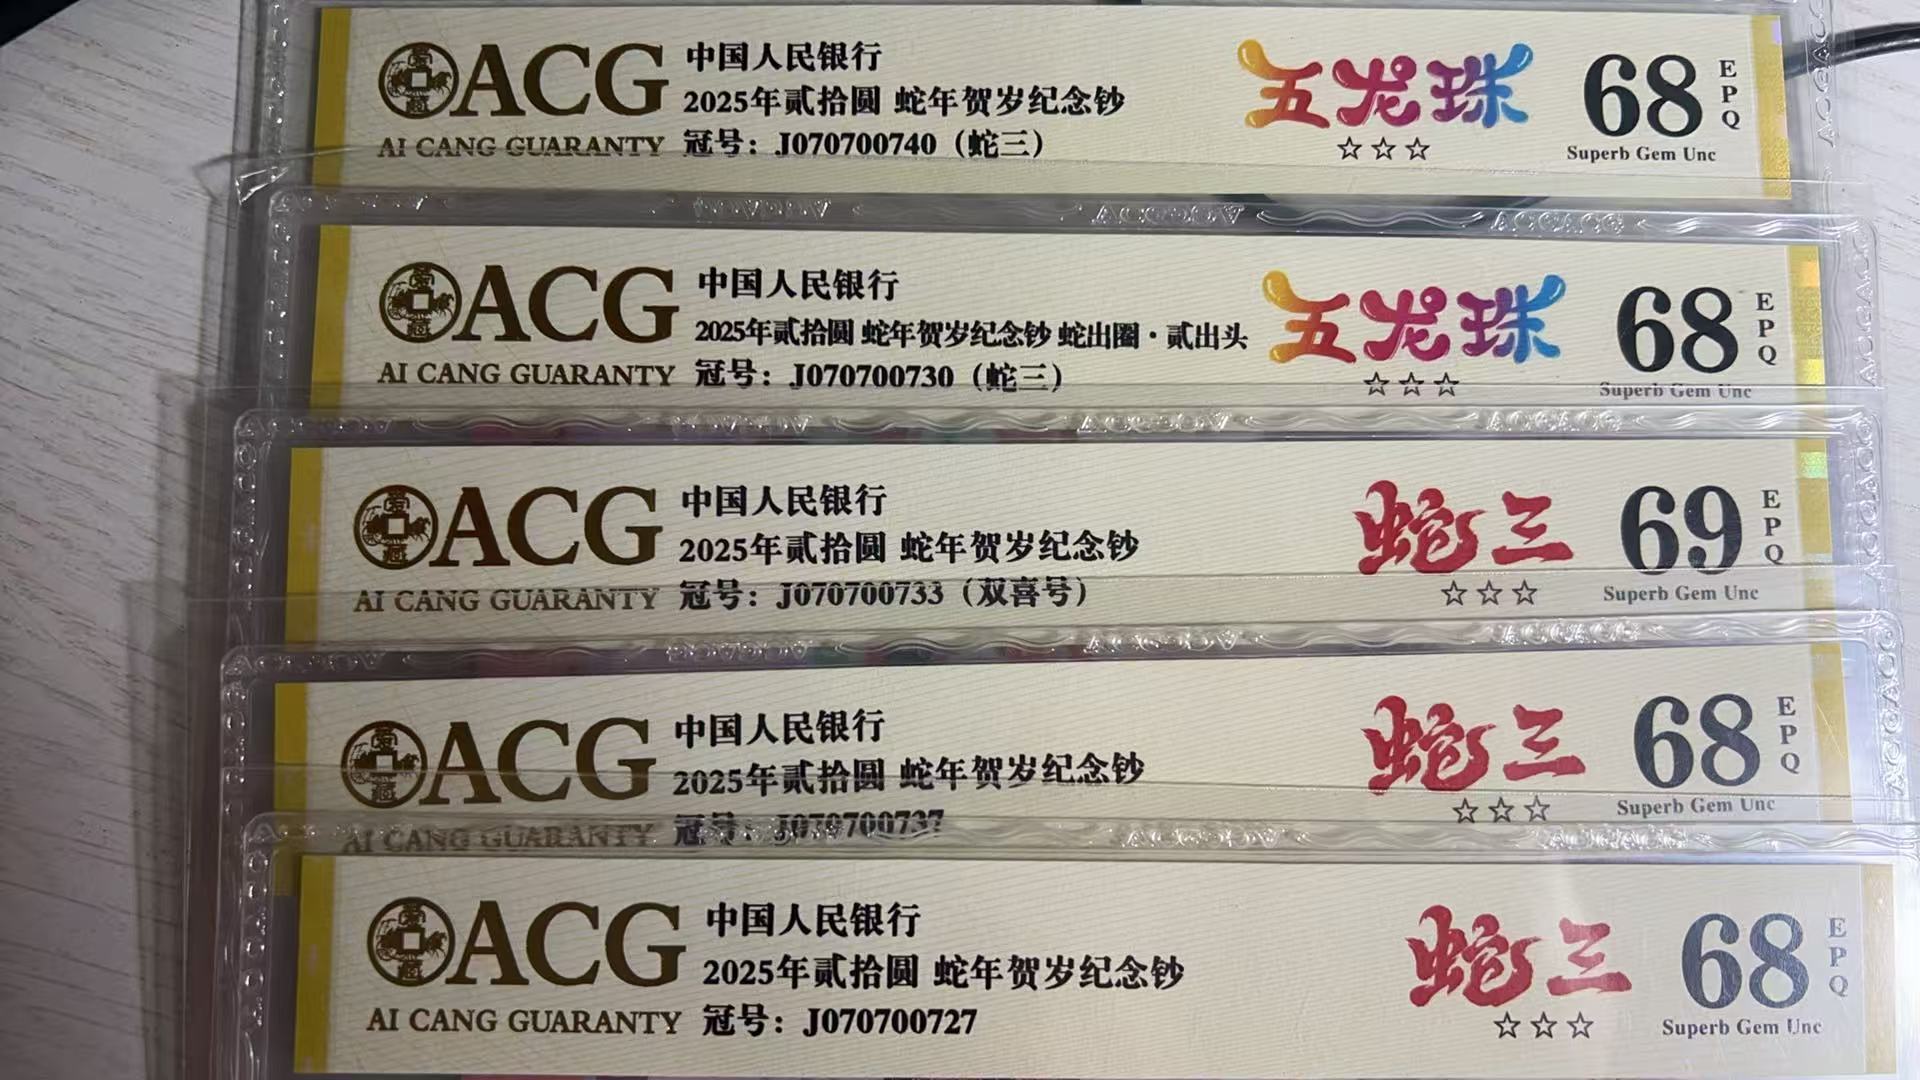 ACG
AI CANG GUARANTY
中国人民银行
2025年贰拾圆 蛇年贺岁纪念钞
冠号：J070700740（蛇三）
五龙珠
☆☆☆
68
EPQ
Superb Gem Unc
ACG
AI CANG GUARANTY
中国人民银行
2025年贰拾圆 蛇年贺岁纪念钞 蛇出圈·贰出头
冠号：J070700730（蛇三）
五龙珠
☆☆☆
68
EPQ
Superb Gem Unc
ACG
AI CANG GUARANTY
中国人民银行
2025年贰拾圆 蛇年贺岁纪念钞
冠号：J070700733（双喜号）
蛇三
☆☆☆
69
EPQ
Superb Gem Unc
ACG
AI CANG GUARANTY
中国人民银行
2025年贰拾圆 蛇年贺岁纪念钞
冠号：J070700737
蛇三
☆☆☆
68
EPQ
Superb Gem Unc
ACG
AI CANG GUARANTY
中国人民银行
2025年贰拾圆 蛇年贺岁纪念钞
冠号：J070700727
蛇三
☆☆☆
68
EPQ
Superb Gem Unc